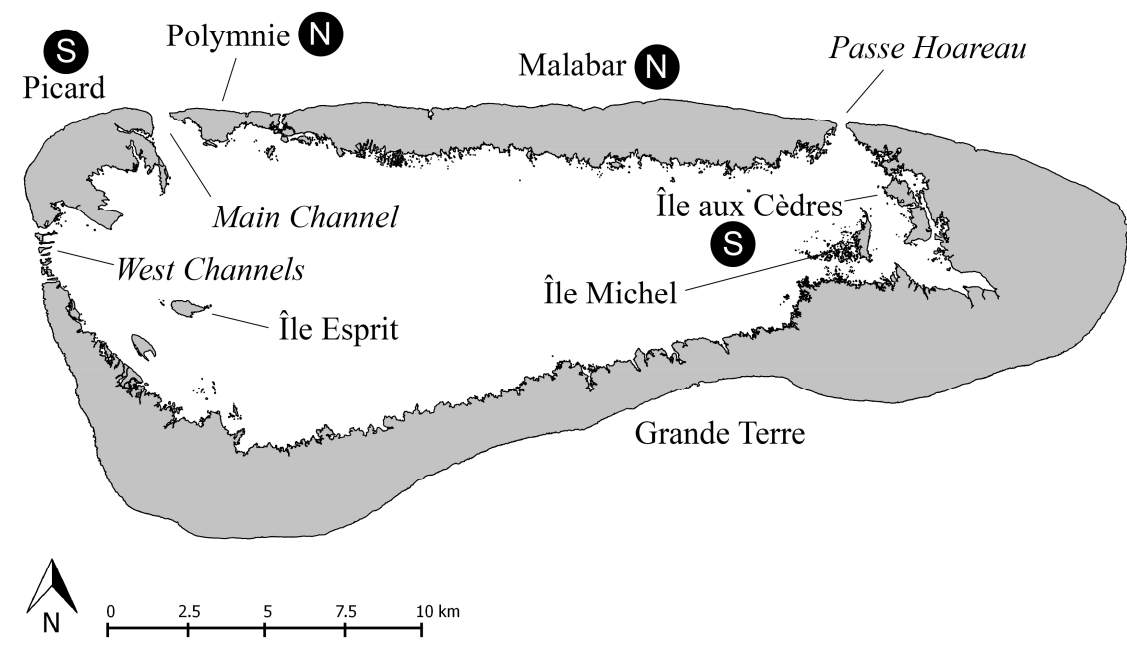 S
Picard
Polymnie N
Malabar N
Passe Hoareau
Main Channel
Île aux Cèdres
S
West Channels
Île Michel
Île Esprit
Grande Terre
N
0 2.5 5 7.5 10 km